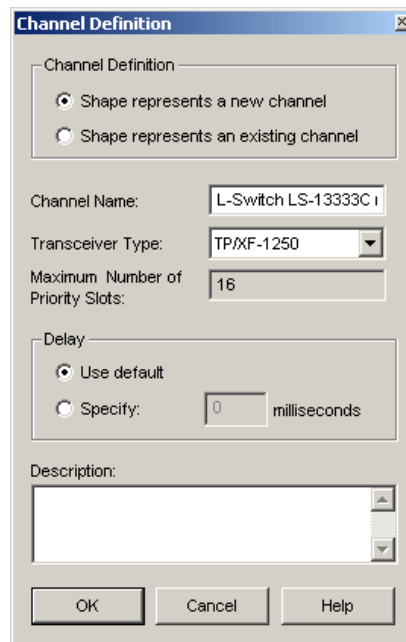 Channel Definition
Channel Definition
Shape represents a new channel
Shape represents an existing channel
Channel Name: L-Switch LS-13333C
Transceiver Type: TP/XF-1250
Maximum Number of
Priority Slots: 16
Delay
Use default
Specify: 0 milliseconds
Description:
OK Cancel Help